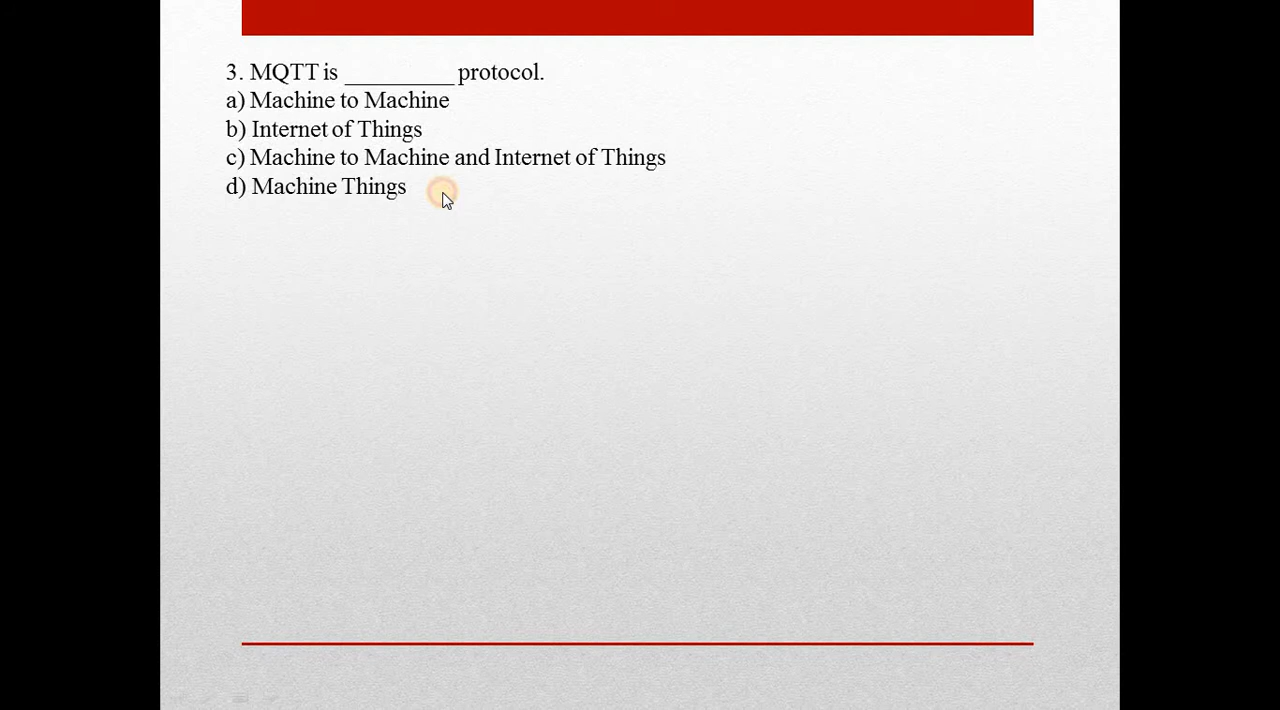 3. MQTT is _________ protocol.
a) Machine to Machine
b) Internet of Things
c) Machine to Machine and Internet of Things
d) Machine Things